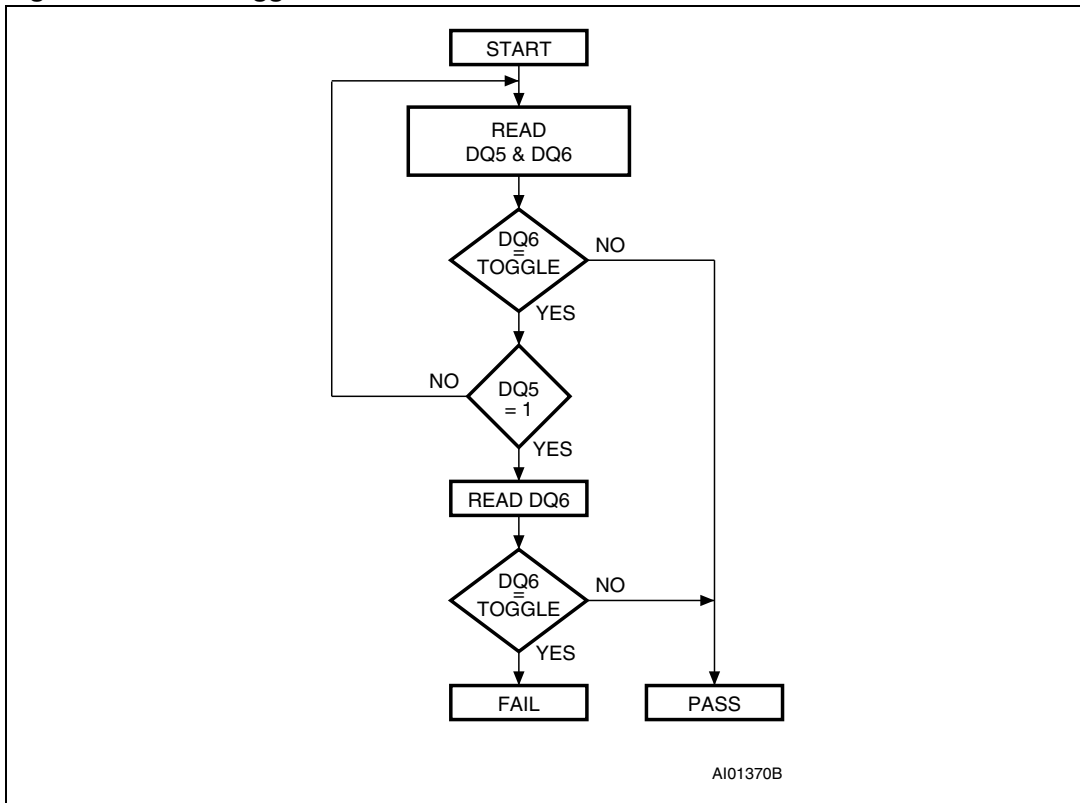 START
READ
DQ5 & DQ6
DQ6
=
TOGGLE
NO
YES
NO
DQ5
= 1
YES
READ DQ6
DQ6
=
TOGGLE
NO
YES
FAIL
PASS
AI01370B